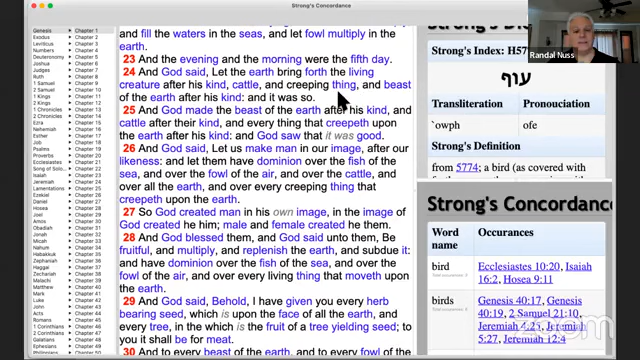 Strong's Concordance
Genesis
Exodus
Leviticus
Numbers
Deuteronomy
Joshua
Judges
Ruth
1 Samuel
2 Samuel
1 Kings
2 Kings
1 Chronicles
2 Chronicles
Ezra
Nehemiah
Esther
Job
Psalms
Proverbs
Ecclesiastes
Song of Solo...
Isaiah
Jeremiah
Lamentations
Ezekiel
Daniel
Hosea
Joel
Amos
Obadiah
Jonah
Micah
Nahum
Habakkuk
Zephaniah
Haggai
Zechariah
Malachi
Matthew
Mark
Luke
John
Acts
Romans
1 Corinthians
2 Corinthians
Galatians
Ephesians
Chapter 1
Chapter 2
Chapter 3
Chapter 4
Chapter 5
Chapter 6
Chapter 7
Chapter 8
Chapter 9
Chapter 10
Chapter 11
Chapter 12
Chapter 13
Chapter 14
Chapter 15
Chapter 16
Chapter 17
Chapter 18
Chapter 19
Chapter 20
Chapter 21
Chapter 22
Chapter 23
Chapter 24
Chapter 25
Chapter 26
Chapter 27
Chapter 28
Chapter 29
Chapter 30
Chapter 31
Chapter 32
Chapter 33
Chapter 34
Chapter 35
Chapter 36
Chapter 37
Chapter 38
Chapter 39
Chapter 40
Chapter 41
Chapter 42
Chapter 43
Chapter 44
Chapter 45
Chapter 46
Chapter 47
Chapter 48
Chapter 49
and fill the waters in the seas, and let fowl multiply in the
earth.
23 And the evening and the morning were the fifth day.
24 And God said, Let the earth bring forth the living
creature after his kind, cattle, and creeping thing, and beast
of the earth after his kind: and it was so.
25 And God made the beast of the earth after his kind, and
cattle after their kind, and every thing that creepeth upon
the earth after his kind: and God saw that it was good.
26 And God said, Let us make man in our image, after our
likeness: and let them have dominion over the fish of the
sea, and over the fowl of the air, and over the cattle, and
over all the earth, and over every creeping thing that
creepeth upon the earth.
27 So God created man in his own image, in the image of
God created he him; male and female created he them.
28 And God blessed them, and God said unto them, Be
fruitful, and multiply, and replenish the earth, and subdue it:
and have dominion over the fish of the sea, and over the
fowl of the air, and over every living thing that moveth upon
the earth.
29 And God said, Behold, I have given you every herb
bearing seed, which is upon the face of all the earth, and
every tree, in the which is the fruit of a tree yielding seed; to
you it shall be for meat.
30 And to every beast of the earth, and to every fowl of the
Strong's
Strong's Index: H57
עוף
Transliteration Pronouciation
`owph ofe
Strong's Definition
from 5774; a bird (as covered with
Strong's Concordance
Word name Occurances
bird Ecclesiastes 10:20, Isaiah
16:2, Hosea 9:11
birds Genesis 40:17, Genesis
40:19, 2 Samuel 21:10,
Jeremiah 4:25, Jeremiah
5:27, Jeremiah 12:4
Randal Nuss
zoom